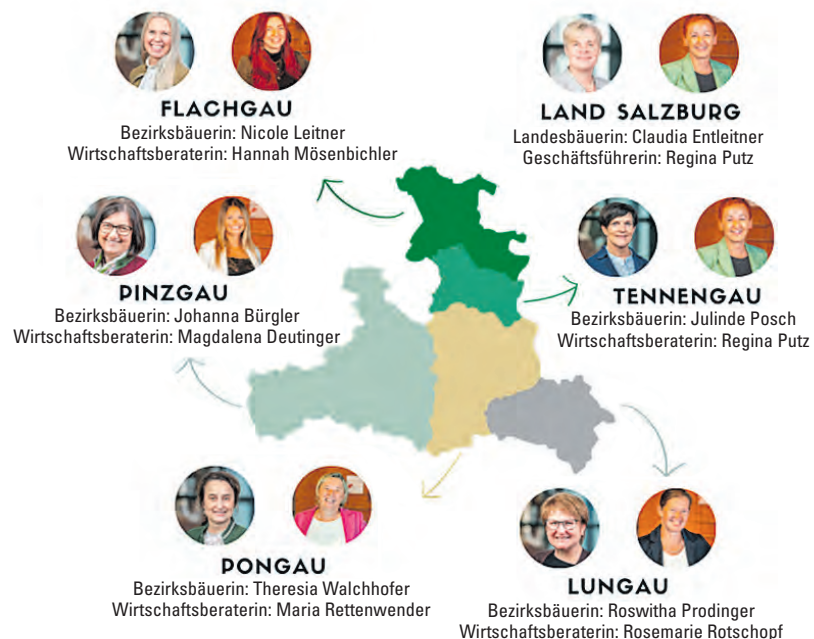 FLACHGAU
Bezirksbäuerin: Nicole Leitner
Wirtschaftsberaterin: Hannah Mösenbichler
LAND SALZBURG
Landesbäuerin: Claudia Entleitner
Geschäftsführerin: Regina Putz
PINZGAU
Bezirksbäuerin: Johanna Bürgler
Wirtschaftsberaterin: Magdalena Deutinger
TENNENGAU
Bezirksbäuerin: Julinde Posch
Wirtschaftsberaterin: Regina Putz
PONGAU
Bezirksbäuerin: Theresia Walchhofer
Wirtschaftsberaterin: Maria Rettenwender
LUNGAU
Bezirksbäuerin: Roswitha Prodinger
Wirtschaftsberaterin: Rosemarie Rotschopf